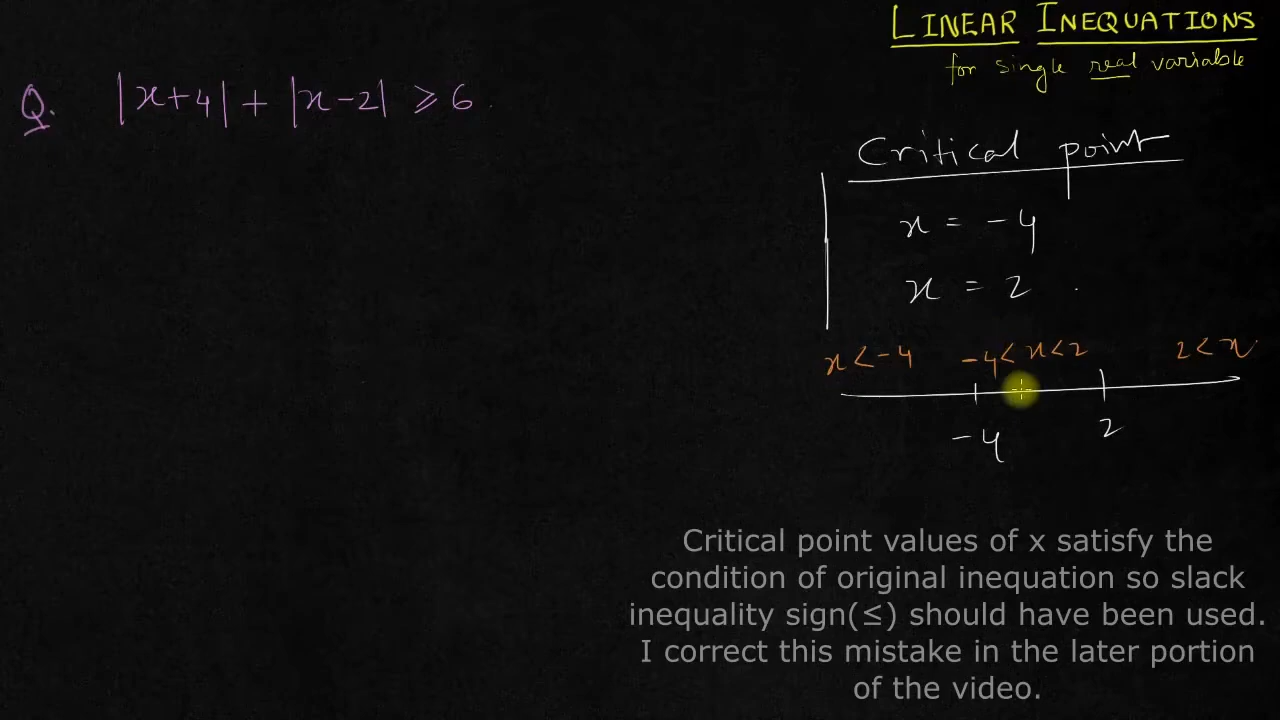 LINEAR INEQUATIONS
for single real variable
Q. |x+4| + |x-2| ⩾ 6
Critical point
x = -4
x = 2
x < -4 -4 < x < 2 2 < x
-4 2
Critical point values of x satisfy the
condition of original inequation so slack
inequality sign(≤) should have been used.
I correct this mistake in the later portion
of the video.